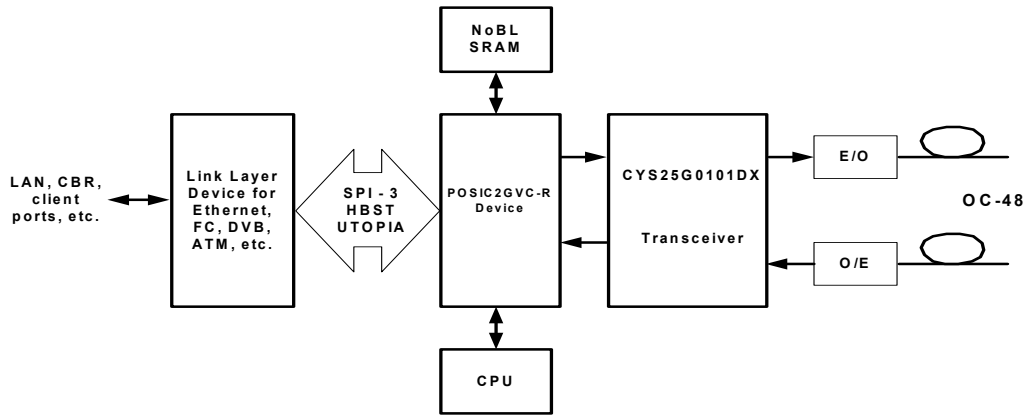 NoBL
SRAM
LAN, CBR,
client
ports, etc.
Link Layer
Device for
Ethernet,
FC, DVB,
ATM, etc.
SPI - 3
HBST
UTOPIA
POSIC2GVC-R
Device
CYS25G0101DX
Transceiver
E/O
O/E
OC-48
CPU